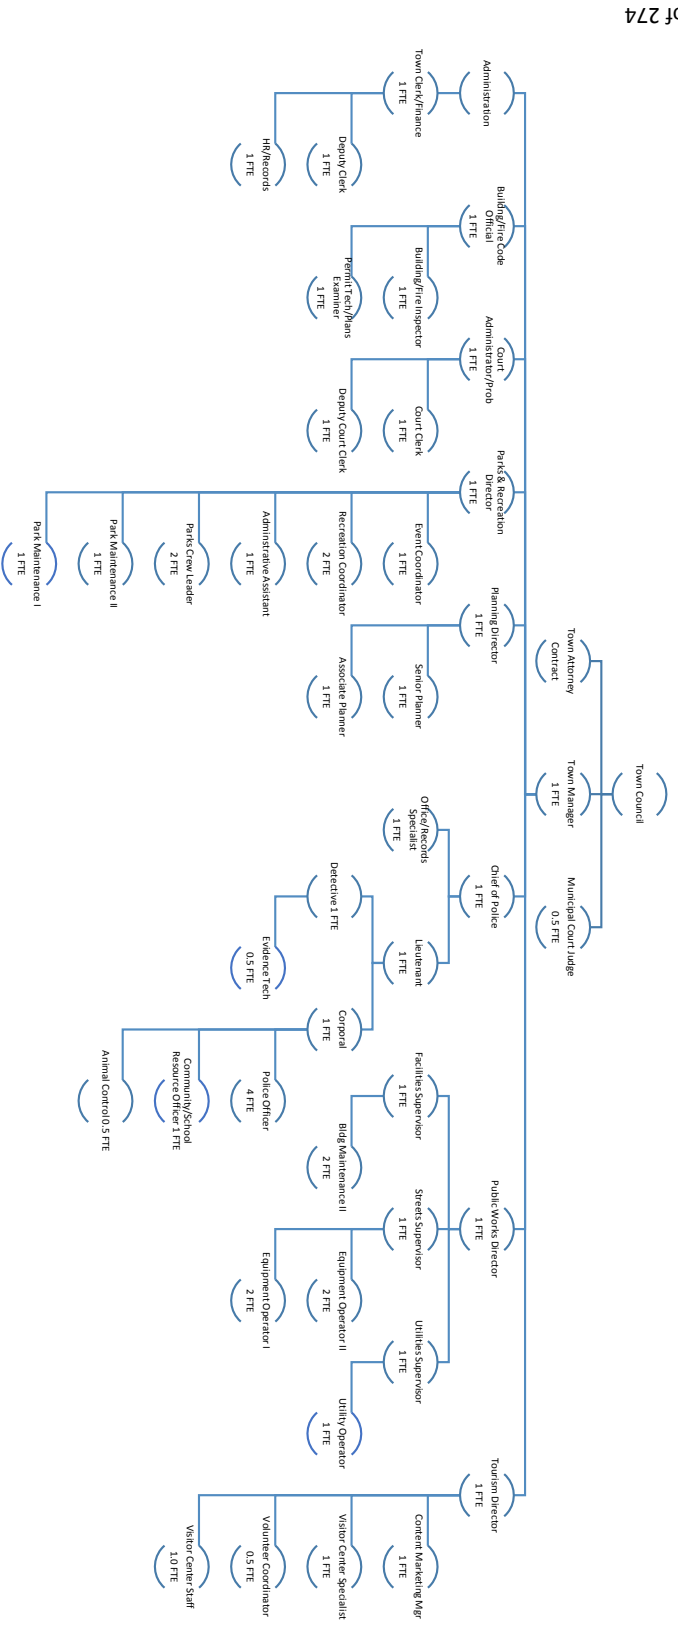 of 274
Town Council
Town Attorney
Contract
Town Manager
1 FTE
Municipal Court Judge
0.5 FTE
Administration
Town Clerk/Finance
1 FTE
Deputy Clerk
1 FTE
HR/Records
1 FTE
Building/Fire Code
Official
1 FTE
Building/Fire Inspector
1 FTE
Permit Tech/Plans
Examiner
1 FTE
Court
Administrator/Prob
1 FTE
Court Clerk
1 FTE
Deputy Court Clerk
1 FTE
Parks & Recreation
Director
1 FTE
Event Coordinator
1 FTE
Recreation Coordinator
2 FTE
Adminstrative Assistant
1 FTE
Parks Crew Leader
2 FTE
Park Maintenance II
1 FTE
Park Maintenance I
1 FTE
Planning Director
1 FTE
Senior Planner
1 FTE
Associate Planner
1 FTE
Chief of Police
1 FTE
Office/Records
Specialist
1 FTE
Lieutenant
1 FTE
Detective 1 FTE
Evidence Tech
0.5 FTE
Corporal
1 FTE
Police Officer
4 FTE
Community/School
Resource Officer 1 FTE
Animal Control 0.5 FTE
Public Works Director
1 FTE
Facilities Supervisor
1 FTE
Bldg Maintenance II
2 FTE
Streets Supervisor
1 FTE
Equipment Operator II
2 FTE
Equipment Operator I
2 FTE
Utilities Supervisor
1 FTE
Utility Operator
1 FTE
Tourism Director
1 FTE
Content Marketing Mgr
1 FTE
Visitor Center Specialist
1 FTE
Volunteer Coordinator
0.5 FTE
Visitor Center Staff
1.0 FTE